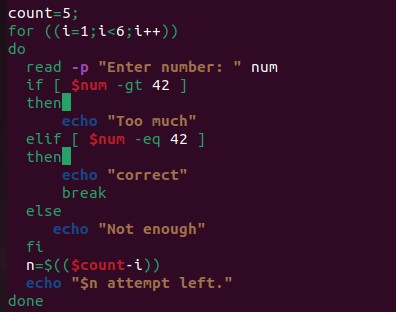 count=5;
for ((i=1;i<6;i++))
do
  read -p "Enter number: " num
  if [ $num -gt 42 ]
  then
      echo "Too much"
  elif [ $num -eq 42 ]
  then
      echo "correct"
      break
  else
     echo "Not enough"
  fi
  n=$(($count-i))
  echo "$n attempt left."
done